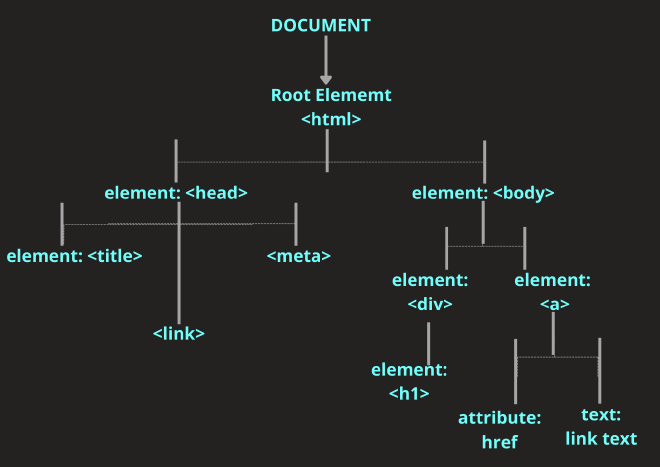 DOCUMENT
Root Elememt
<html>
element: <head>
element: <body>
element: <title>
<meta>
element:
<div>
element:
<a>
<link>
element:
<h1>
attribute:
href
text:
link text